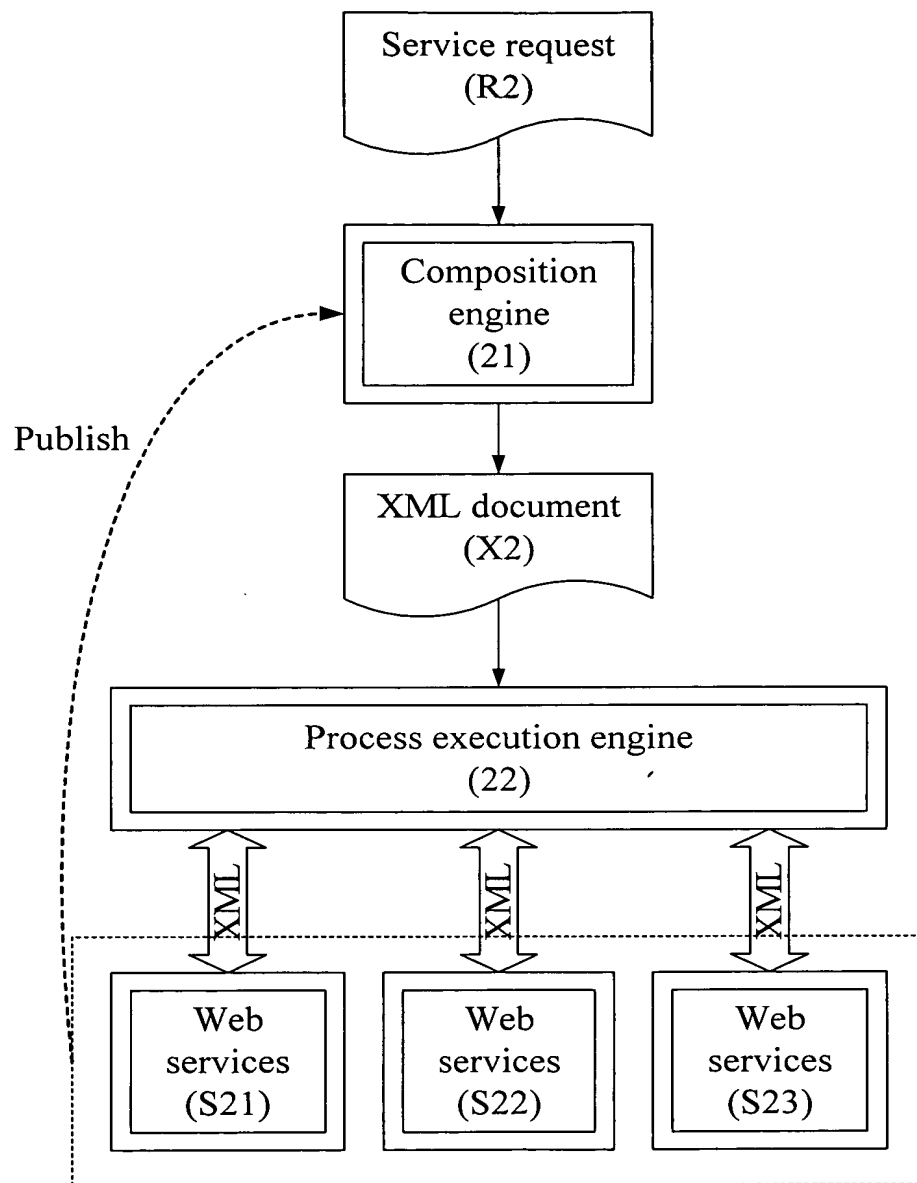 Service request
(R2)
Composition
engine
(21)
Publish
XML document
(X2)
Process execution engine
(22)
XML
XML
XML
Web
services
(S21)
Web
services
(S22)
Web
services
(S23)